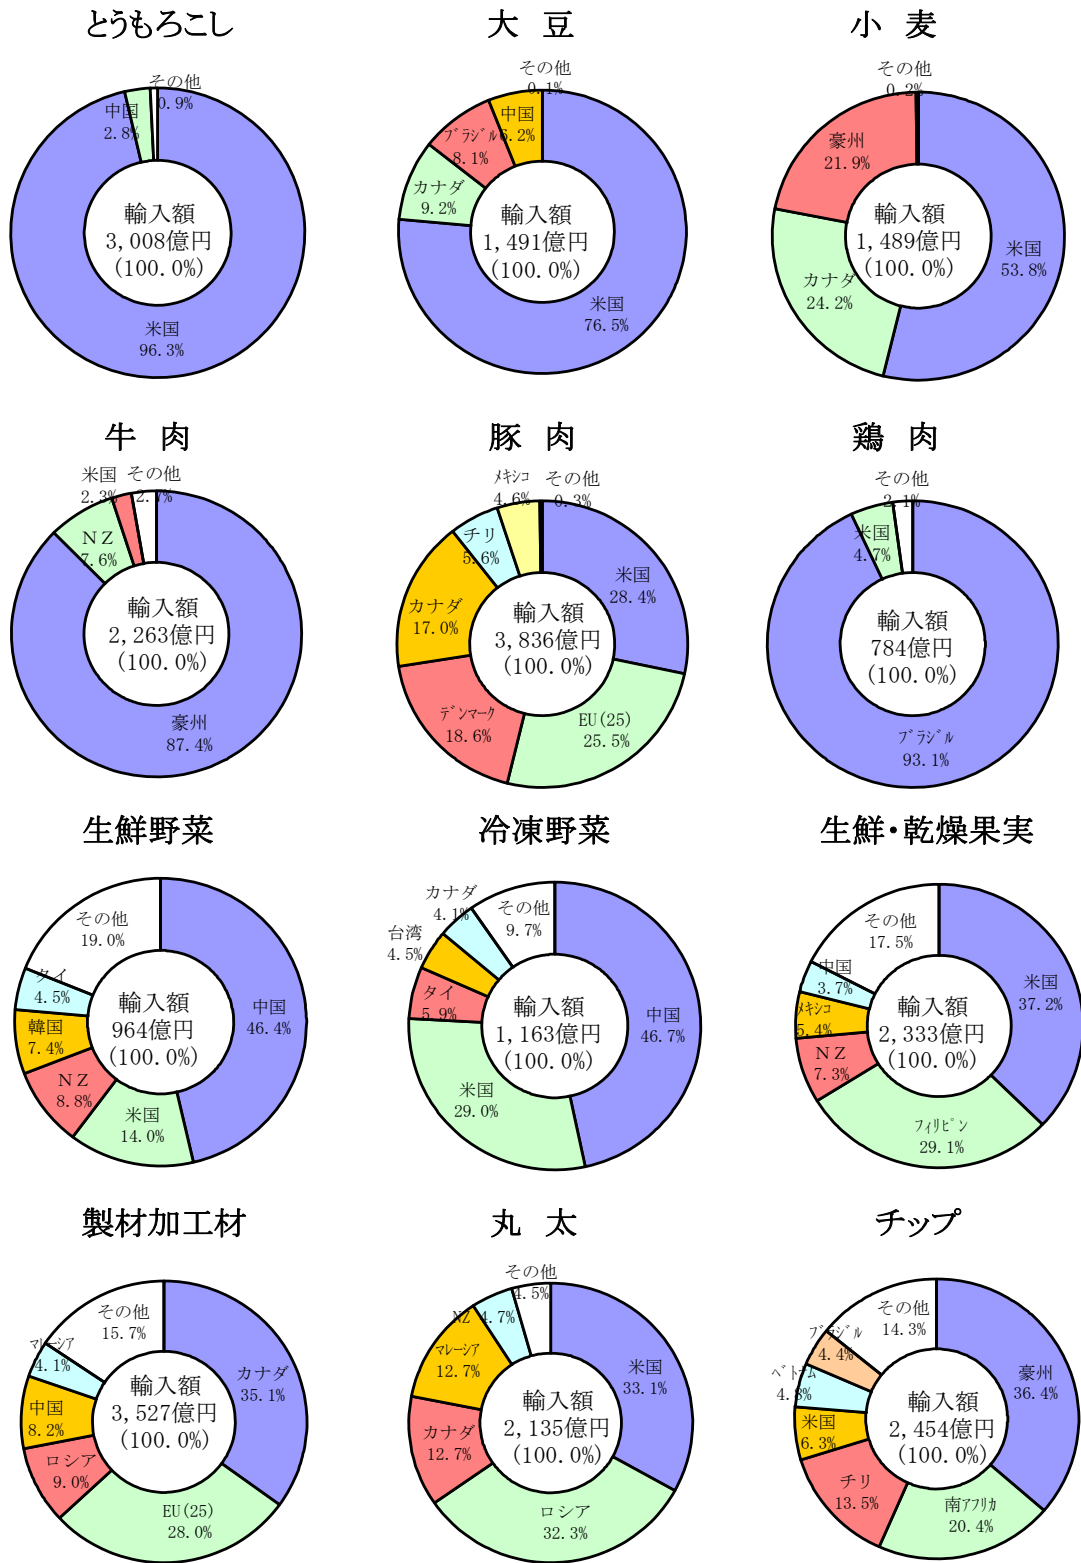 とうもろこし
その他
0.9%
中国
2.8%
輸入額
3,008億円
(100.0%)
米国
96.3%
大 豆
その他
0.1%
中国
6.2%
ブラジル
8.1%
カナダ
9.2%
輸入額
1,491億円
(100.0%)
米国
76.5%
小 麦
その他
0.2%
豪州
21.9%
輸入額
1,489億円
(100.0%)
米国
53.8%
カナダ
24.2%
牛 肉
米国
2.3%
その他
2.7%
NZ
7.6%
輸入額
2,263億円
(100.0%)
豪州
87.4%
豚 肉
メキシコ
4.6%
その他
0.3%
チリ
5.6%
米国
28.4%
カナダ
17.0%
輸入額
3,836億円
(100.0%)
デンマーク
18.6%
EU(25)
25.5%
鶏 肉
その他
2.1%
米国
4.7%
輸入額
784億円
(100.0%)
ブラジル
93.1%
生鮮野菜
その他
19.0%
タイ
4.5%
韓国
7.4%
輸入額
964億円
(100.0%)
中国
46.4%
NZ
8.8%
米国
14.0%
冷凍野菜
カナダ
4.1%
その他
9.7%
台湾
4.5%
タイ
5.9%
輸入額
1,163億円
(100.0%)
中国
46.7%
米国
29.0%
生鮮・乾燥果実
その他
17.5%
中国
3.7%
メキシコ
5.4%
輸入額
2,333億円
(100.0%)
米国
37.2%
NZ
7.3%
フィリピン
29.1%
製材加工材
その他
15.7%
マレーシア
4.1%
中国
8.2%
輸入額
3,527億円
(100.0%)
カナダ
35.1%
ロシア
9.0%
EU(25)
28.0%
丸 太
その他
4.5%
NZ 4.7%
マレーシア
12.7%
輸入額
2,135億円
(100.0%)
米国
33.1%
カナダ
12.7%
ロシア
32.3%
チップ
その他
14.3%
ブラジル
4.4%
ベトナム
4.8%
米国
6.3%
輸入額
2,454億円
(100.0%)
豪州
36.4%
チリ
13.5%
南アフリカ
20.4%